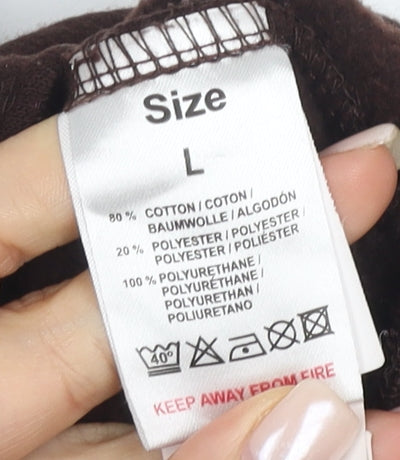 Size
L
80 % COTTON / COTON /
BAUMWOLLE / ALGODÓN
20 % POLYESTER / POLYESTER /
POLYESTER / POLIÉSTER
100 % POLYURETHANE /
POLYURÉTHANE /
POLYURETHAN /
POLIURETANO
40°
KEEP AWAY FROM FIRE